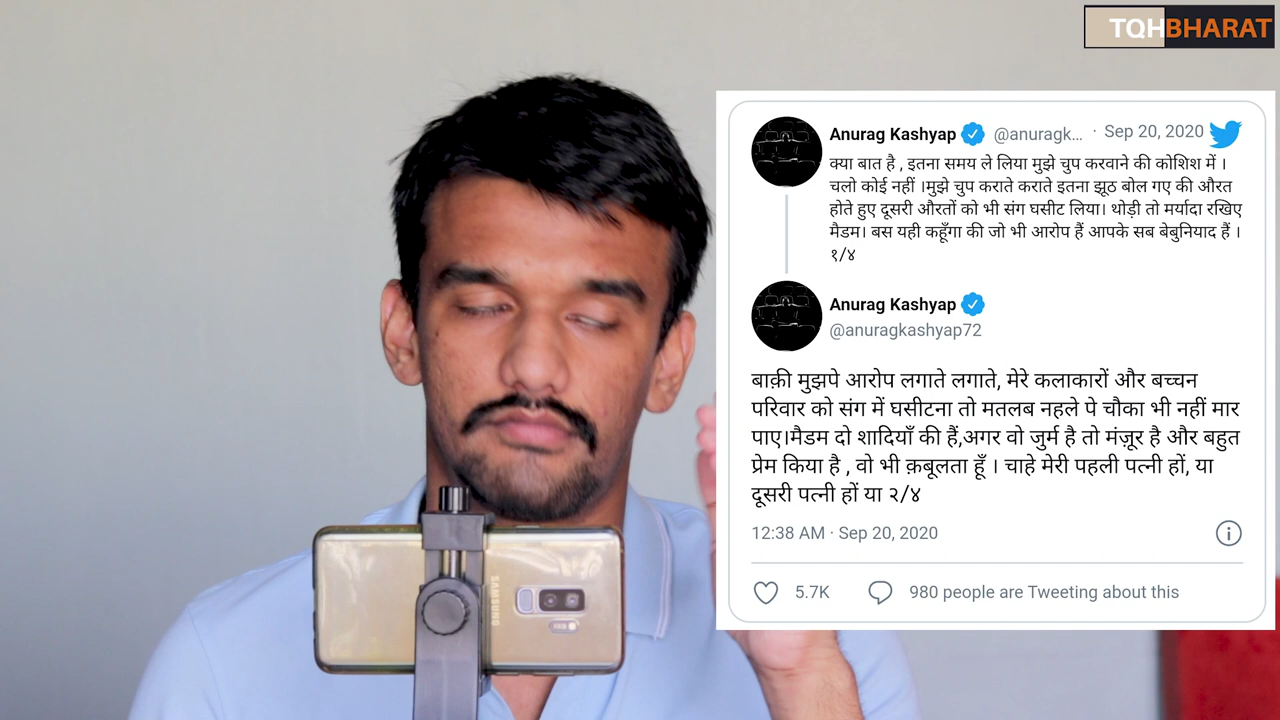 TQHBHARAT
Anurag Kashyap @anuragk... · Sep 20, 2020
क्या बात है , इतना समय ले लिया मुझे चुप करवाने की कोशिश में ।
चलो कोई नहीं ।मुझे चुप कराते कराते इतना झूठ बोल गए की औरत
होते हुए दूसरी औरतों को भी संग घसीट लिया। थोड़ी तो मर्यादा रखिए
मैडम। बस यही कहूँगा की जो भी आरोप हैं आपके सब बेबुनियाद हैं ।
१/४
Anurag Kashyap
@anuragkashyap72
बाक़ी मुझपे आरोप लगाते लगाते, मेरे कलाकारों और बच्चन
परिवार को संग में घसीटना तो मतलब नहले पे चौका भी नहीं मार
पाए।मैडम दो शादियाँ की हैं,अगर वो जुर्म है तो मंज़ूर है और बहुत
प्रेम किया है , वो भी क़बूलता हूँ । चाहे मेरी पहली पत्नी हों, या
दूसरी पत्नी हों या २/४
12:38 AM · Sep 20, 2020
5.7K 980 people are Tweeting about this
SAMSUNG